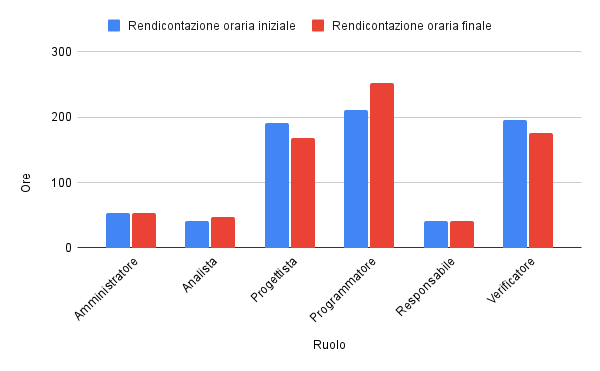 Rendicontazione oraria iniziale
Rendicontazione oraria finale
300
200
100
0
Ore
Amministratore
Analista
Progettista
Programmatore
Responsabile
Verificatore
Ruolo